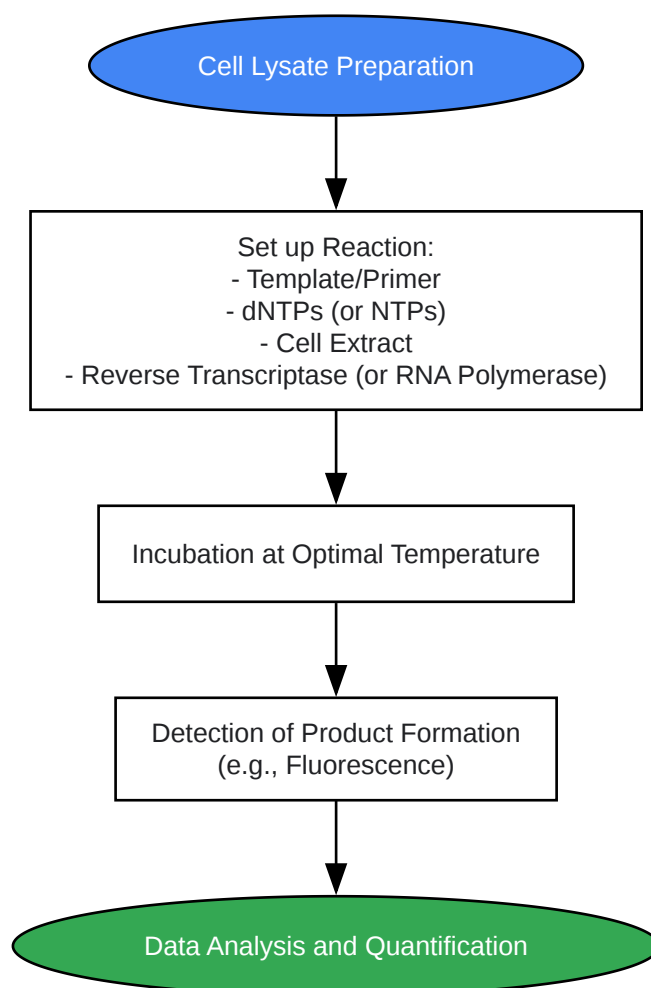 Cell Lysate Preparation
Set up Reaction:
- Template/Primer
- dNTPs (or NTPs)
- Cell Extract
- Reverse Transcriptase (or RNA Polymerase)
Incubation at Optimal Temperature
Detection of Product Formation
(e.g., Fluorescence)
Data Analysis and Quantification